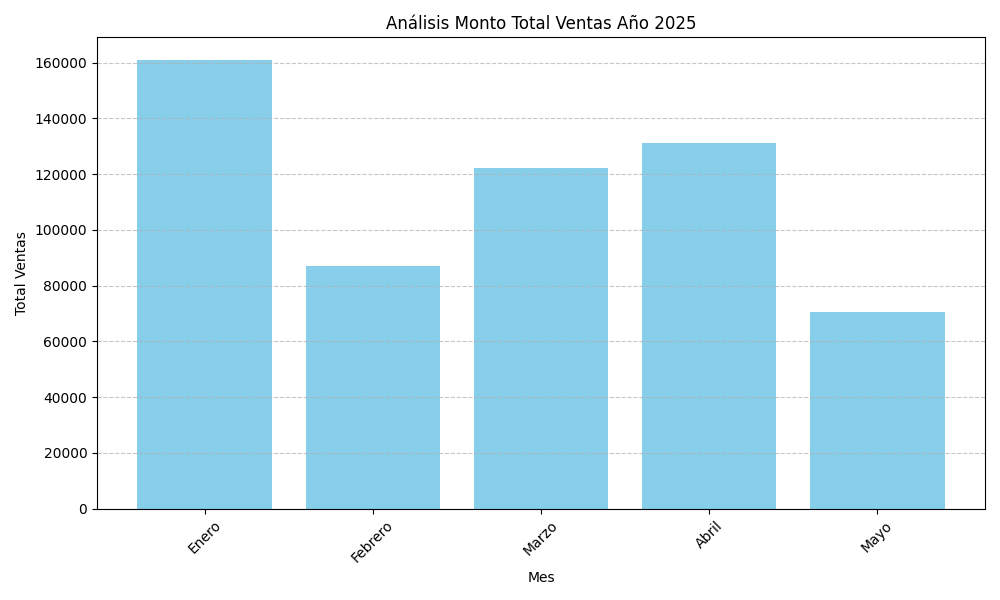 Análisis Monto Total Ventas Año 2025
Total Ventas
160000
140000
120000
100000
80000
60000
40000
20000
0
Enero
Febrero
Marzo
Abril
Mayo
Mes